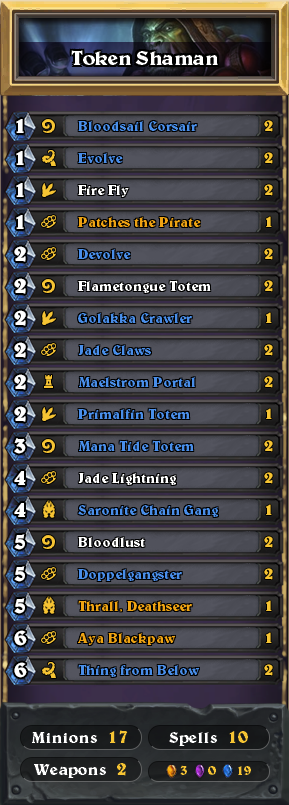 Token Shaman
1 Bloodsail Corsair 2
1 Evolve 2
1 Fire Fly 2
1 Patches the Pirate 1
2 Devolve 2
2 Flametongue Totem 2
2 Golakka Crawler 1
2 Jade Claws 2
2 Maelstrom Portal 2
2 Primalfin Totem 1
3 Mana Tide Totem 2
4 Jade Lightning 2
4 Saronite Chain Gang 1
5 Bloodlust 2
5 Doppelgangster 2
5 Thrall, Deathseer 1
6 Aya Blackpaw 1
6 Thing from Below 2
Minions 17 Spells 10
Weapons 2 3 0 19